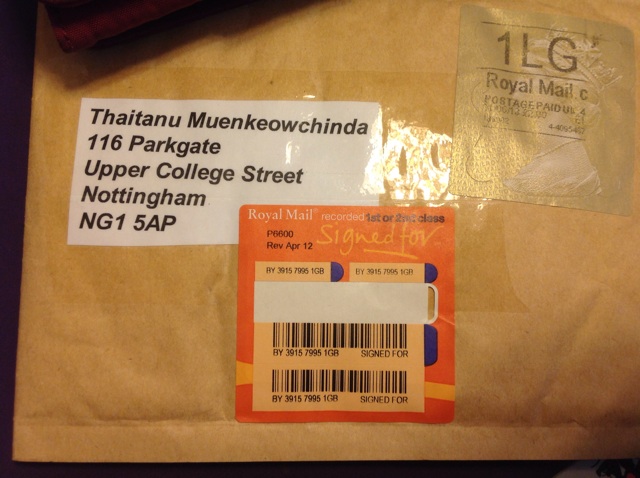 1LG
Royal Mail
POSTAGE PAID UK
Thaitanu Muenkeowchinda
116 Parkgate
Upper College Street
Nottingham
NG1 5AP
Royal Mail recorded 1st or 2nd class
Signed for
P6600
Rev Apr 12
BY 3915 7995 1GB BY 3915 7995 1GB
BY 3915 7995 1GB SIGNED FOR
BY 3915 7995 1GB SIGNED FOR